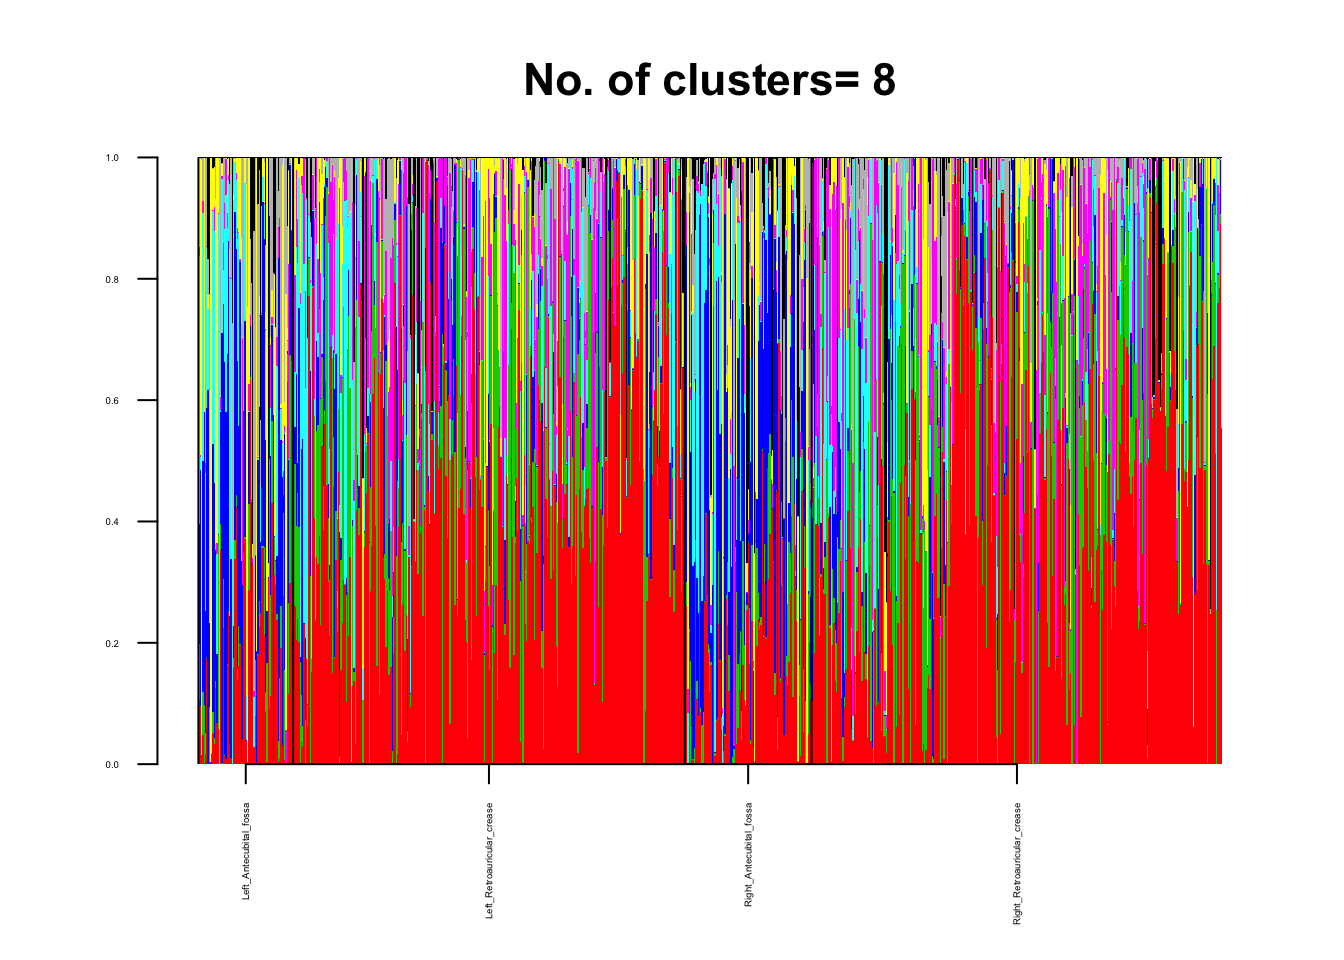 No. of clusters= 8
1.0
0.8
0.6
0.4
0.2
0.0
Left_Antecubital_fossa
Left_Retroauricular_crease
Right_Antecubital_fossa
Right_Retroauricular_crease